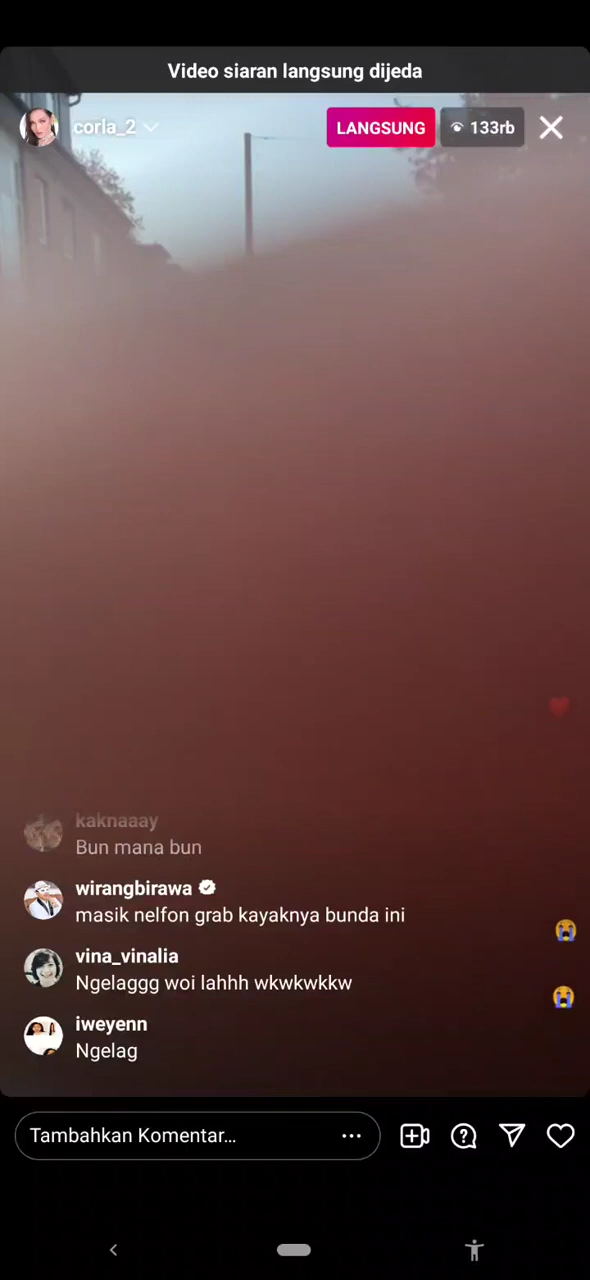 Video siaran langsung dijeda
corla_2
LANGSUNG
133rb
kaknaaay
Bun mana bun
wirangbirawa
masik nelfon grab kayaknya bunda ini
vina_vinalia
Ngelaggg woi lahhh wkwkwkkw
iweyenn
Ngelag
Tambahkan Komentar...